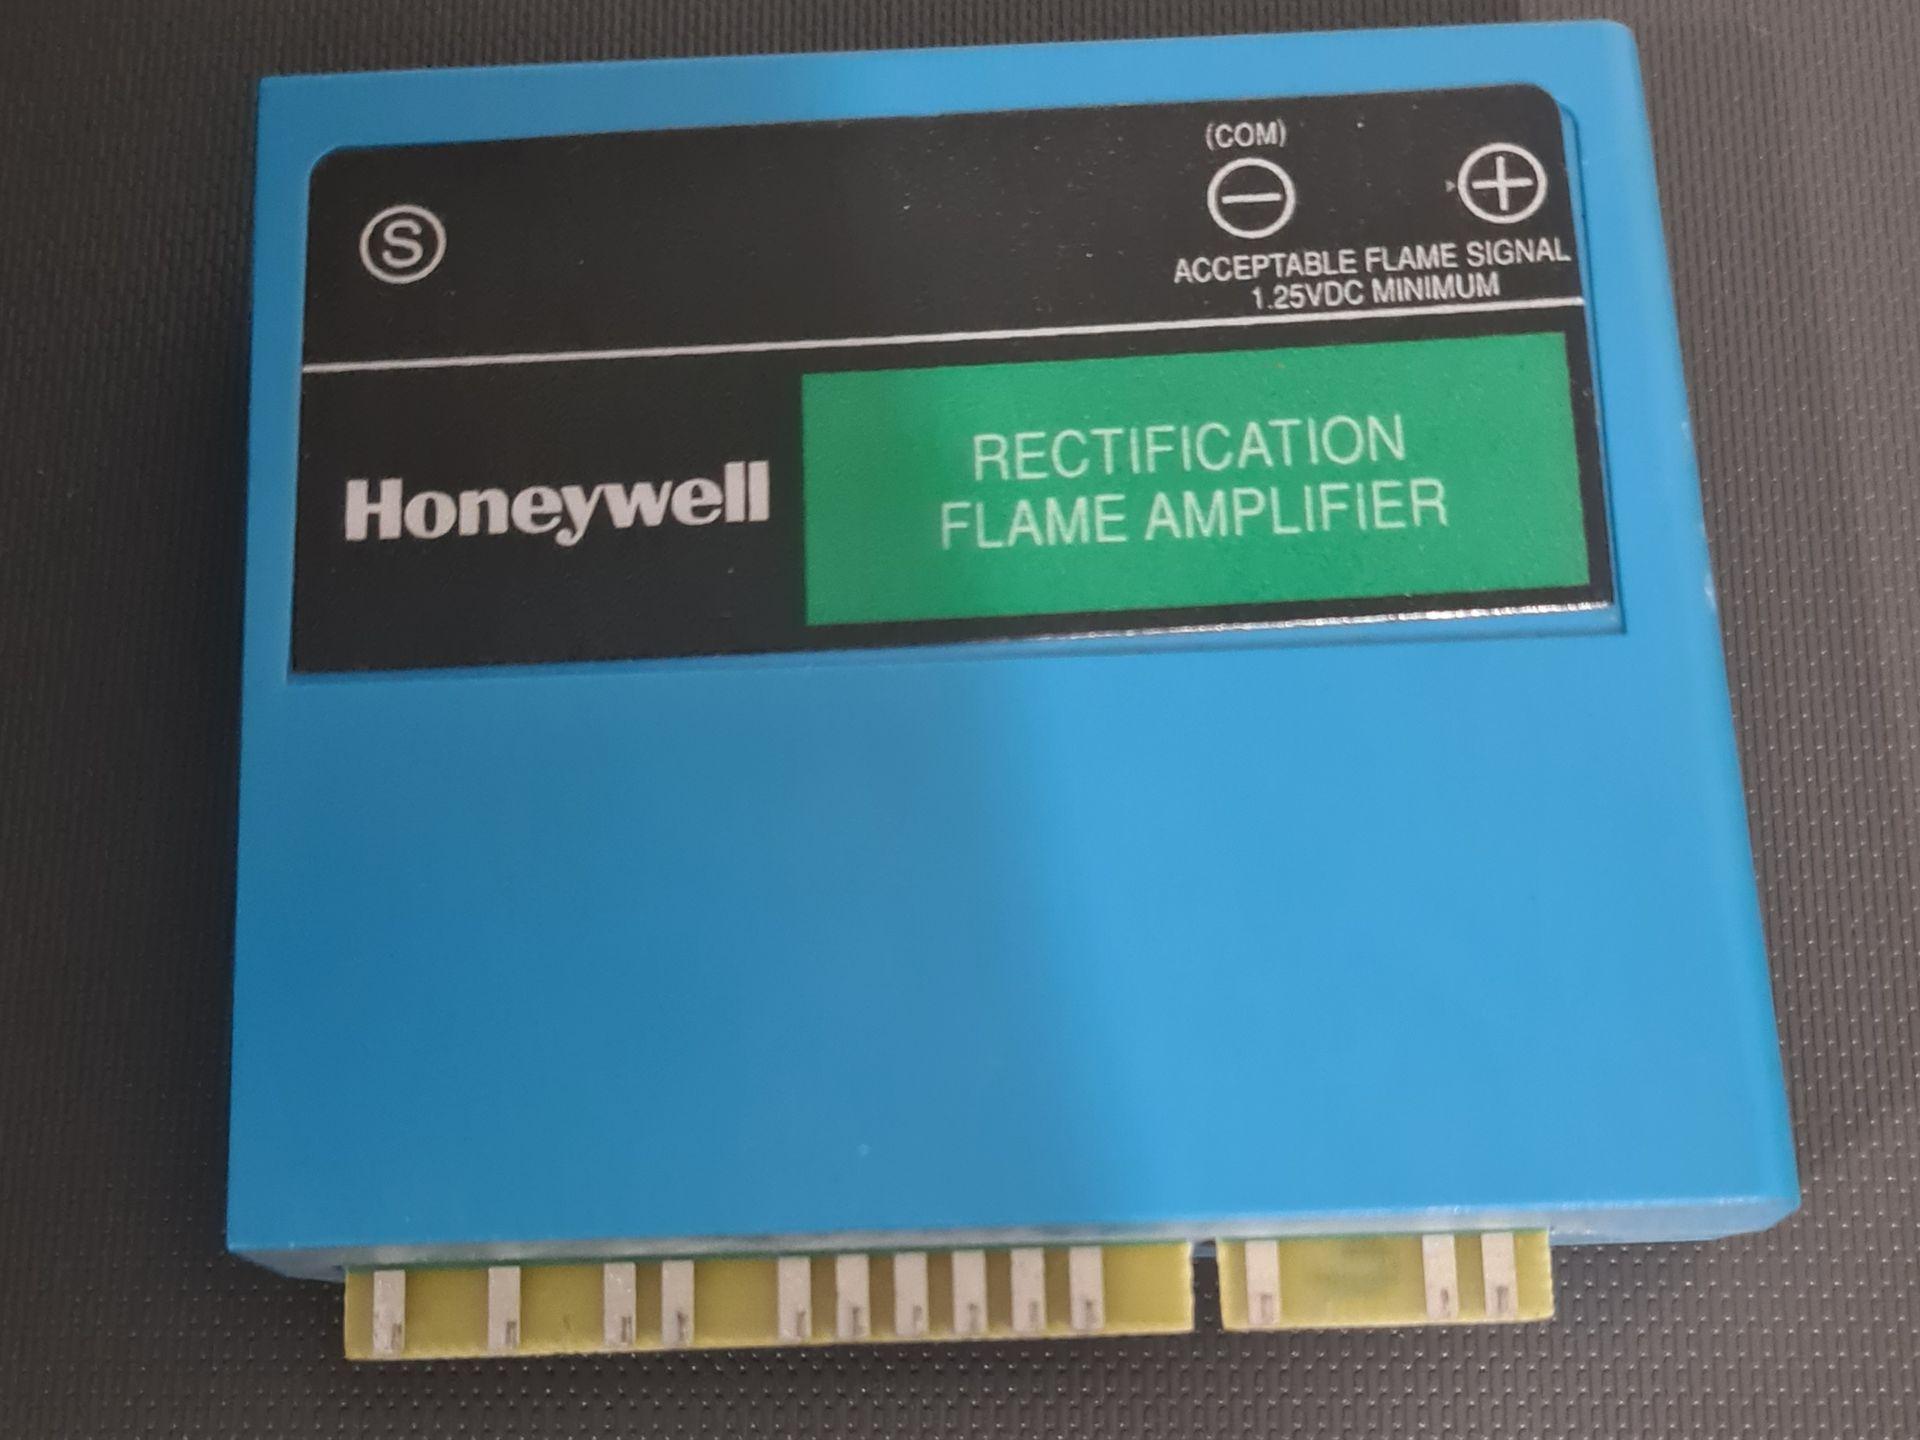 (COM)
S
− +
ACCEPTABLE FLAME SIGNAL
1.25VDC MINIMUM
Honeywell
RECTIFICATION
FLAME AMPLIFIER